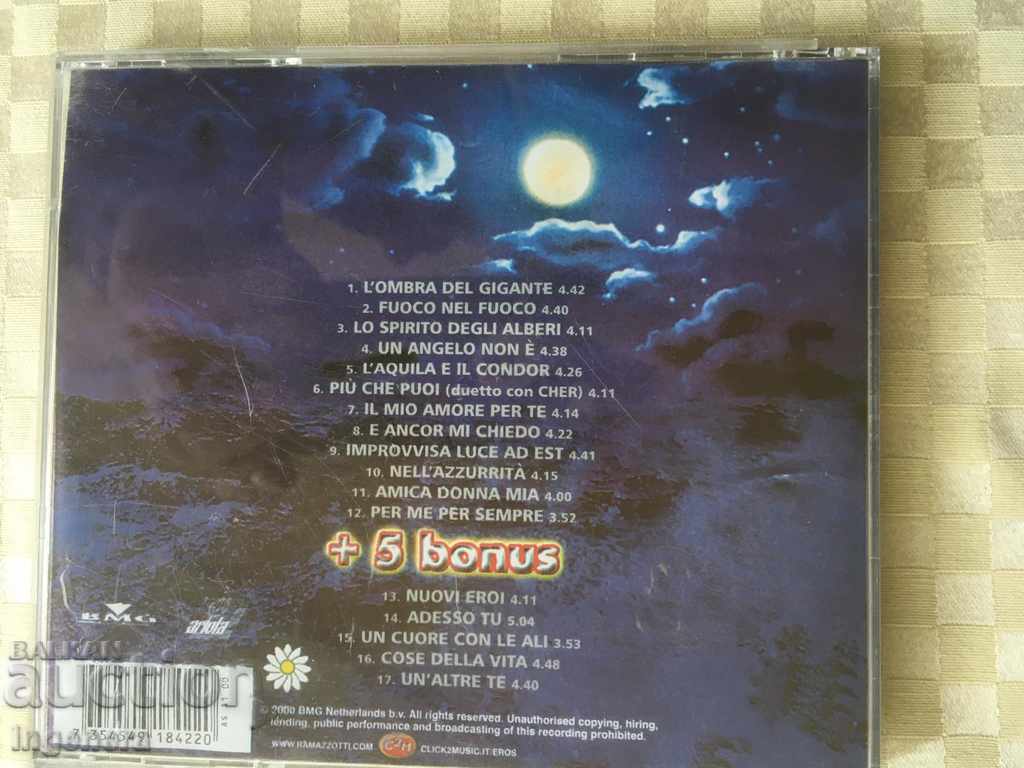 1. L'OMBRA DEL GIGANTE 4.42
2. FUOCO NEL FUOCO 4.40
3. LO SPIRITO DEGLI ALBERI 4.11
4. UN ANGELO NON È 4.38
5. L'AQUILA E IL CONDOR 4.26
6. PIÙ CHE PUOI (duetto con CHER) 4.11
7. IL MIO AMORE PER TE 4.14
8. E ANCOR MI CHIEDO 4.22
9. IMPROVVISA LUCE AD EST 4.41
10. NELL'AZZURRITÀ 4.15
11. AMICA DONNA MIA 4.00
12. PER ME PER SEMPRE 3.52
+ 5 bonus
13. NUOVI EROI 4.11
14. ADESSO TU 5.04
15. UN CUORE CON LE ALI 3.53
16. COSE DELLA VITA 4.48
17. UN'ALTRE TE 4.40
BMG
ariola
BALKAN
auction
Ingenera
7 354549 184220
© 2000 BMG Netherlands b.v. All rights reserved. Unauthorised copying, hiring,
lending, public performance and broadcasting of this recording prohibited.
WWW.RAMAZZOTTI.COM C2M CLICK2MUSIC.IT/EROS